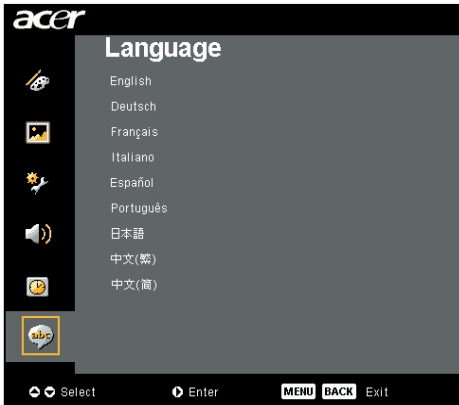 acer
Language
English
Deutsch
Français
Italiano
Español
Português
日本語
中文(繁)
中文(简)
abc
Select Enter MENU BACK Exit